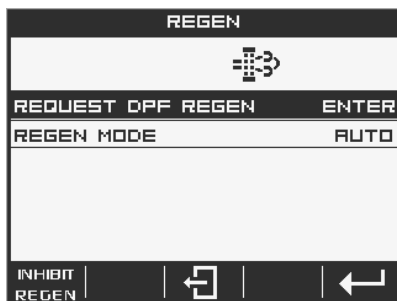 REGEN
REQUEST DPF REGEN ENTER
REGEN MODE AUTO
INHIBIT
REGEN